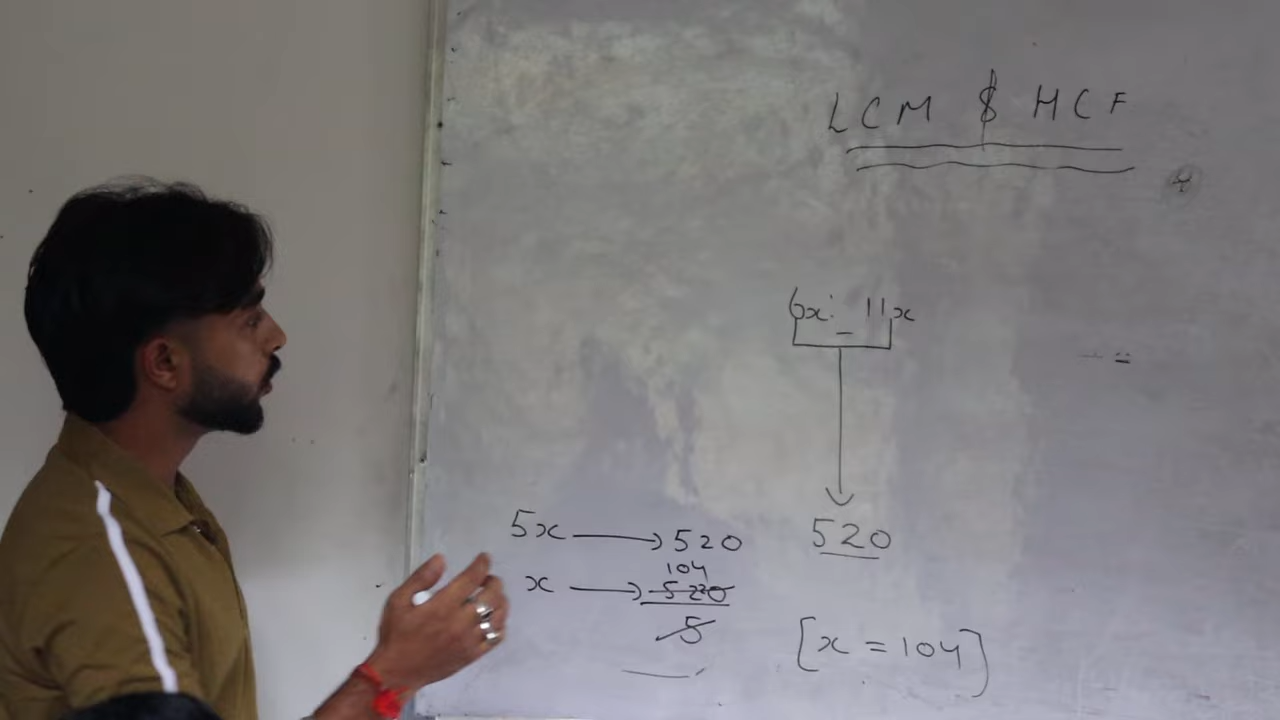 LCM & HCF
6x : 11x
520
5x → 520
104
x → 520
5
[x = 104]